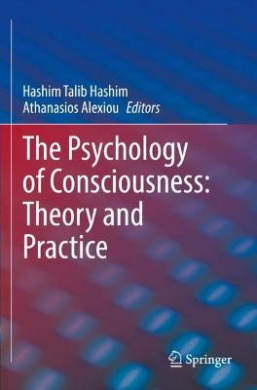 Hashim Talib Hashim
Athanasios Alexiou Editors
The Psychology
of Consciousness:
Theory and
Practice
Springer